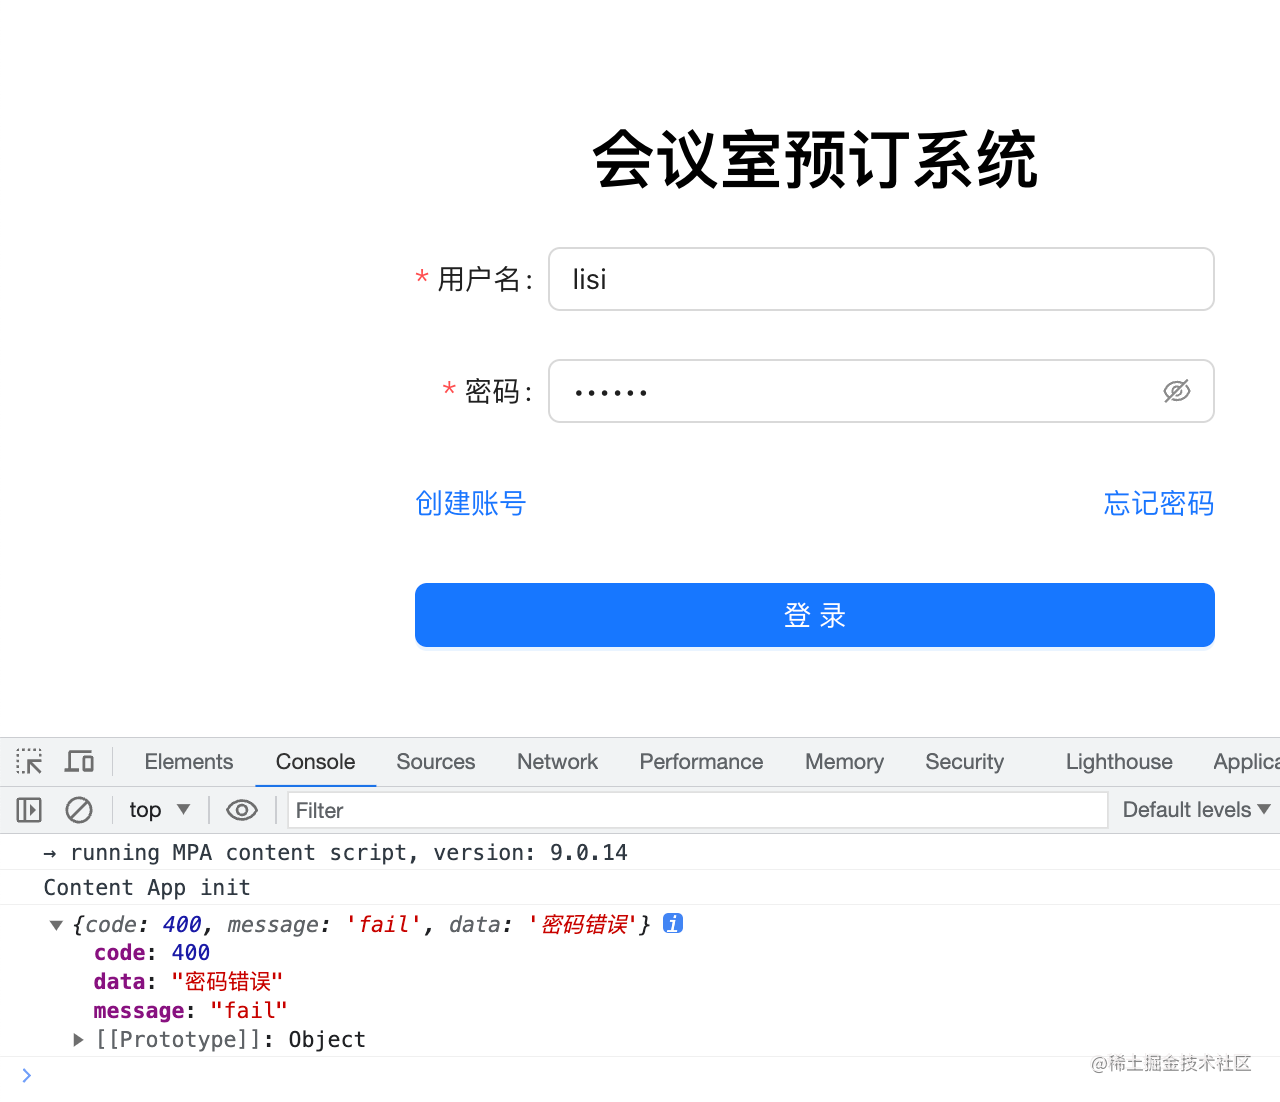 会议室预订系统
* 用户名: lisi
* 密码: ••••••
创建账号 忘记密码
登 录
Elements Console Sources Network Performance Memory Security Lighthouse Applica
top ▼ Filter Default levels ▼
→ running MPA content script, version: 9.0.14
Content App init
▼ {code: 400, message: 'fail', data: '密码错误'} i
code: 400
data: "密码错误"
message: "fail"
▶ [[Prototype]]: Object
@稀土掘金技术社区
>